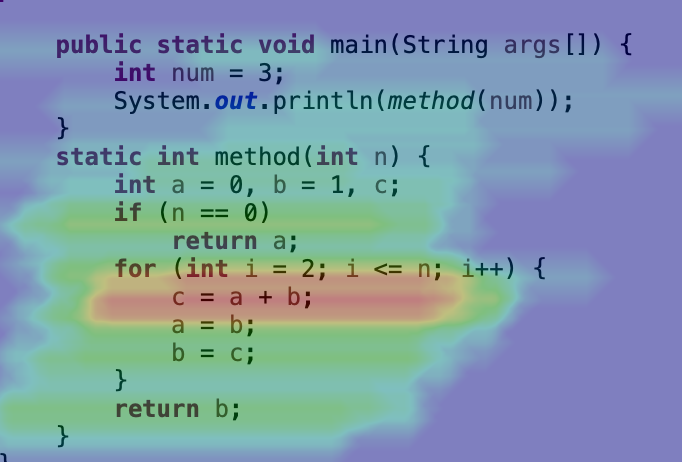 public static void main(String args[]) {
int num = 3;
System.out.println(method(num));
}
static int method(int n) {
int a = 0, b = 1, c;
if (n == 0)
return a;
for (int i = 2; i <= n; i++) {
c = a + b;
a = b;
b = c;
}
return b;
}
}